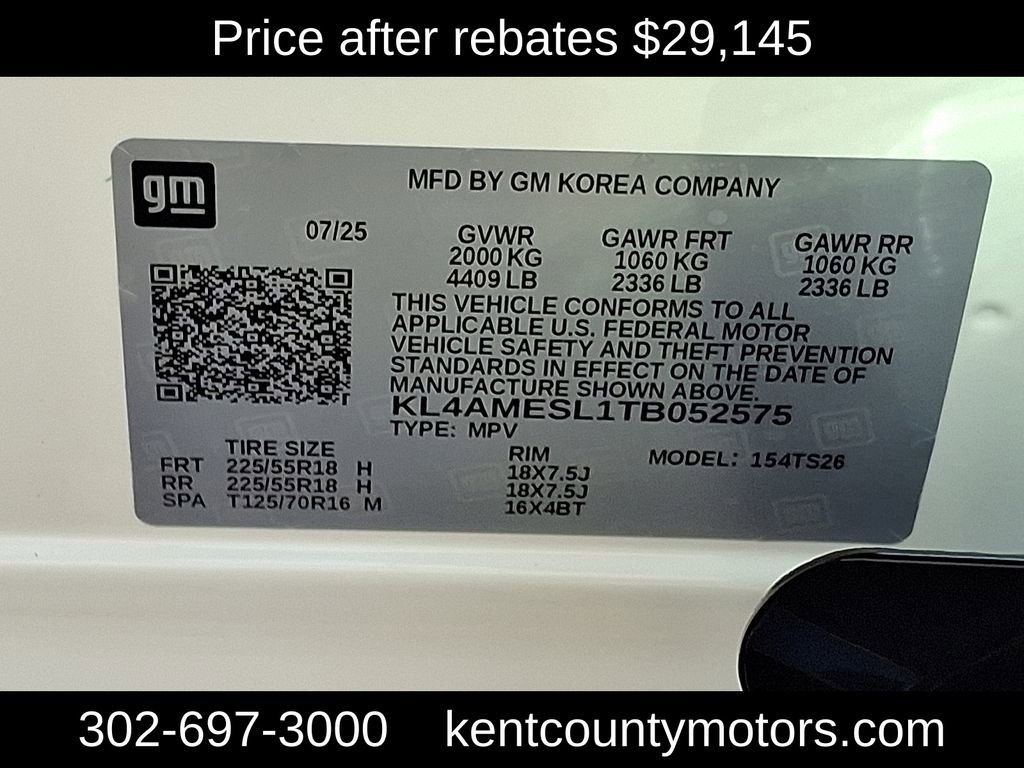 Price after rebates $29,145
gm
MFD BY GM KOREA COMPANY
07/25
GVWR GAWR FRT GAWR RR
2000 KG 1060 KG 1060 KG
4409 LB 2336 LB 2336 LB
THIS VEHICLE CONFORMS TO ALL
APPLICABLE U.S. FEDERAL MOTOR
VEHICLE SAFETY AND THEFT PREVENTION
STANDARDS IN EFFECT ON THE DATE OF
MANUFACTURE SHOWN ABOVE.
KL4AMESL1TB052575
TYPE: MPV
TIRE SIZE RIM MODEL: 154TS26
FRT 225/55R18 H 18X7.5J
RR 225/55R18 H 18X7.5J
SPA T125/70R16 M 16X4BT
302-697-3000 kentcountymotors.com